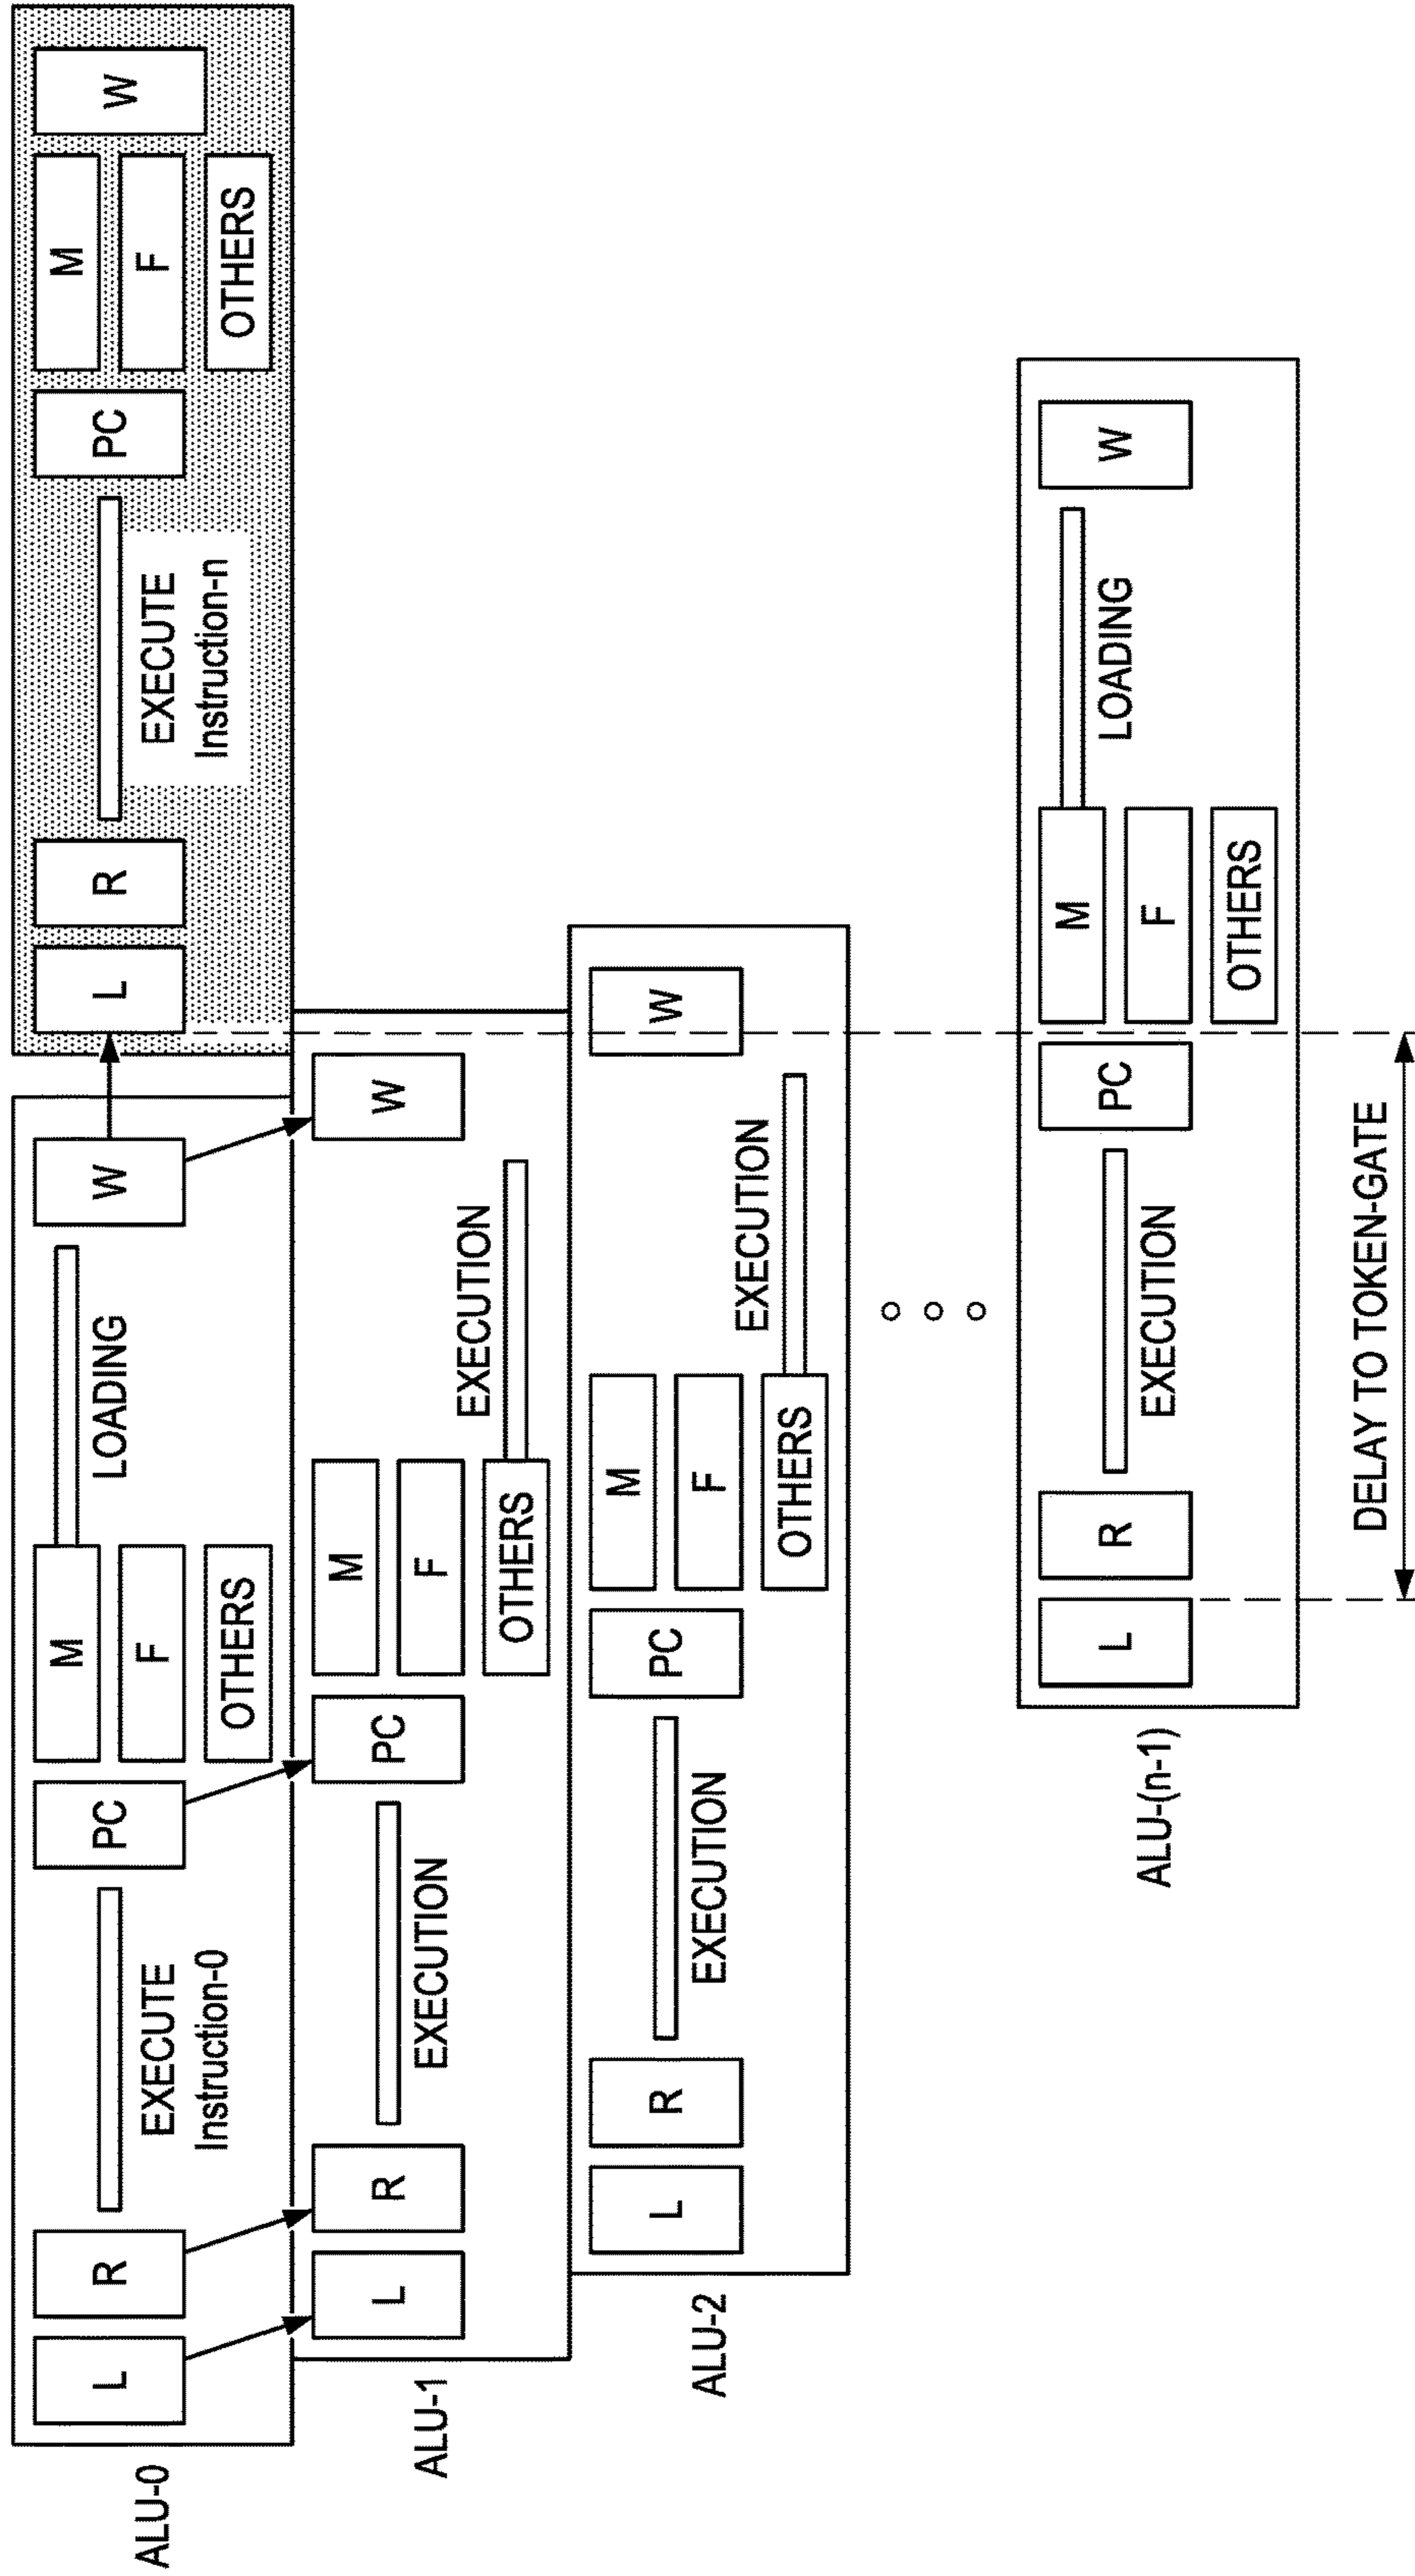 ALU-0
L
R
EXECUTE
Instruction-0
PC
M
F
OTHERS
LOADING
W
L
R
EXECUTE
Instruction-n
PC
M
F
OTHERS
W
ALU-1
L
R
EXECUTION
PC
M
F
OTHERS
EXECUTION
W
ALU-2
L
R
EXECUTION
PC
M
F
OTHERS
EXECUTION
W
ALU-(n-1)
L
R
EXECUTION
PC
M
F
OTHERS
LOADING
W
DELAY TO TOKEN-GATE